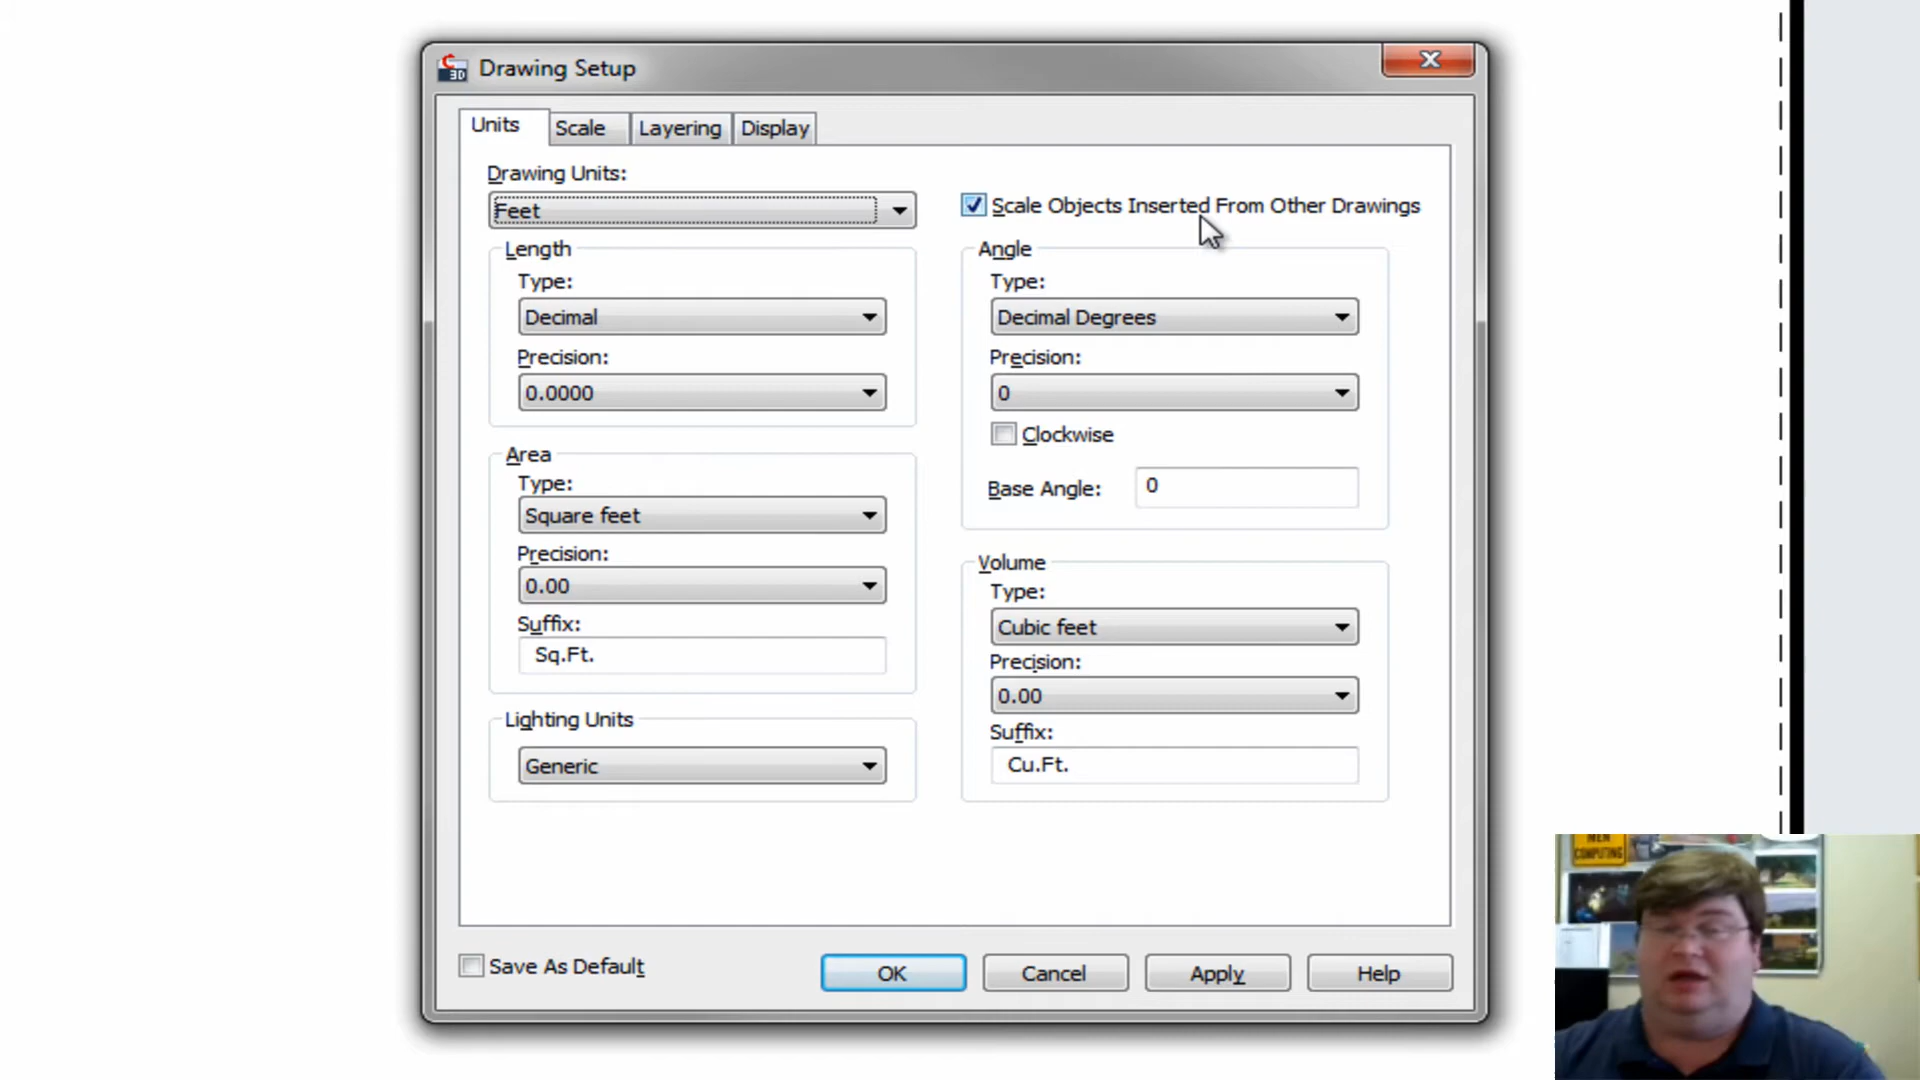 Drawing Setup
Units
Scale
Layering
Display
Drawing Units:
Feet
Scale Objects Inserted From Other Drawings
Length
Type:
Decimal
Precision:
0.0000
Angle
Type:
Decimal Degrees
Precision:
0
Clockwise
Base Angle: 0
Area
Type:
Square feet
Precision:
0.00
Suffix:
Sq.Ft.
Volume
Type:
Cubic feet
Precision:
0.00
Suffix:
Cu.Ft.
Lighting Units
Generic
Save As Default
OK
Cancel
Apply
Help
MEN
COMPUTING